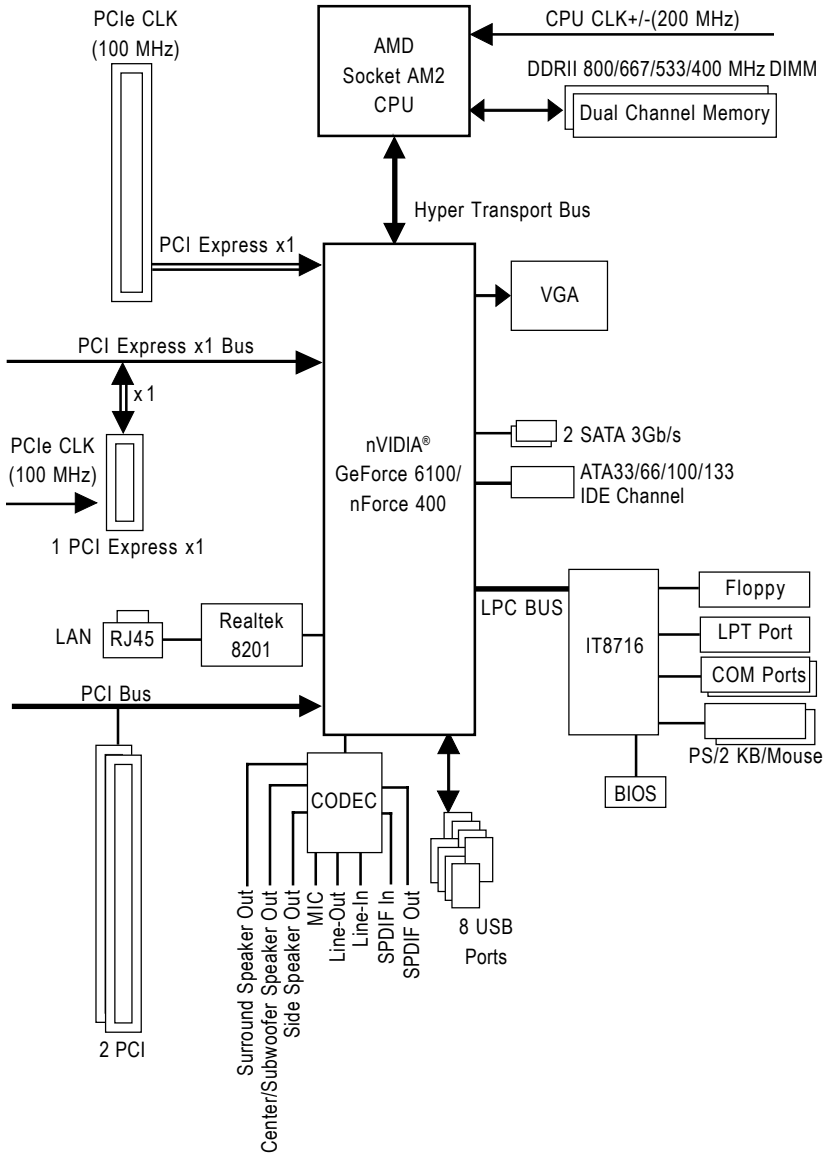 PCIe CLK
(100 MHz)
AMD
Socket AM2
CPU
CPU CLK+/-(200 MHz)
DDRII 800/667/533/400 MHz DIMM
Dual Channel Memory
Hyper Transport Bus
PCI Express x1
VGA
PCI Express x1 Bus
x1
PCIe CLK
(100 MHz)
1 PCI Express x1
nVIDIA®
GeForce 6100/
nForce 400
2 SATA 3Gb/s
ATA33/66/100/133
IDE Channel
LPC BUS
IT8716
Floppy
LPT Port
COM Ports
PS/2 KB/Mouse
BIOS
LAN
RJ45
Realtek
8201
PCI Bus
2 PCI
CODEC
Surround Speaker Out
Center/Subwoofer Speaker Out
Side Speaker Out
MIC
Line-Out
Line-In
SPDIF In
SPDIF Out
8 USB
Ports